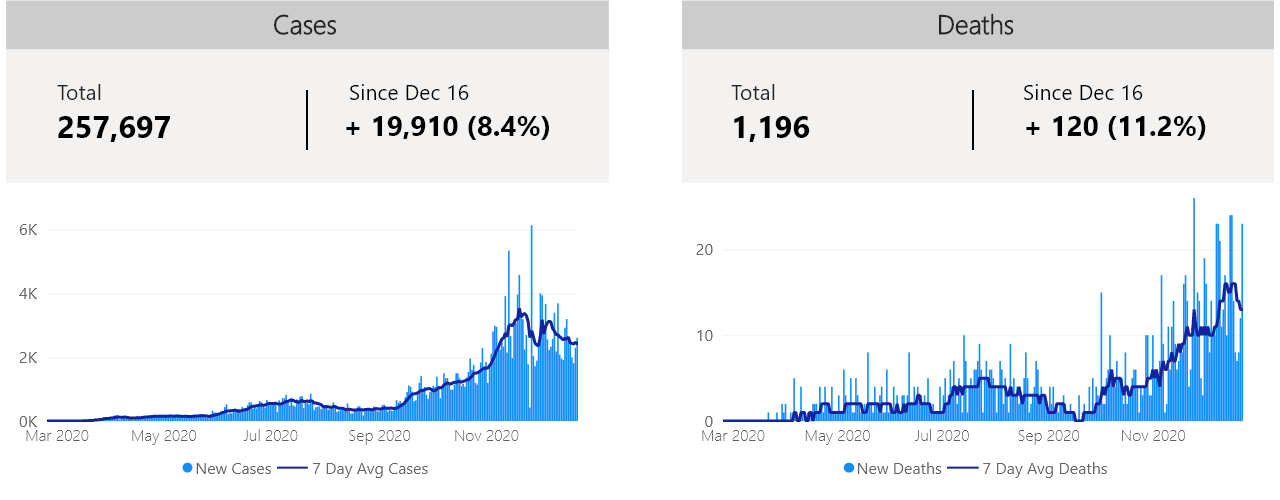 Cases
Total
257,697
Since Dec 16
+ 19,910 (8.4%)
6K
4K
2K
0K
Mar 2020 May 2020 Jul 2020 Sep 2020 Nov 2020
New Cases 7 Day Avg Cases
Deaths
Total
1,196
Since Dec 16
+ 120 (11.2%)
20
10
0
Mar 2020 May 2020 Jul 2020 Sep 2020 Nov 2020
New Deaths 7 Day Avg Deaths